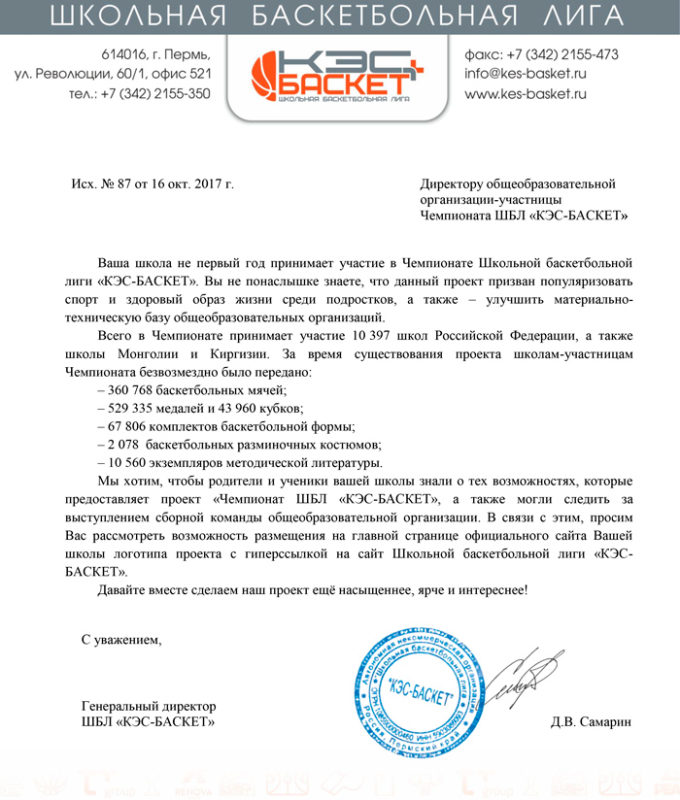 ШКОЛЬНАЯ БАСКЕТБОЛЬНАЯ ЛИГА
614016, г. Пермь,
ул. Революции, 60/1, офис 521
тел.: +7 (342) 2155-350
КЭС
БАСКЕТ
ШКОЛЬНАЯ БАСКЕТБОЛЬНАЯ ЛИГА
факс: +7 (342) 2155-473
info@kes-basket.ru
www.kes-basket.ru
Исх. № 87 от 16 окт. 2017 г.
Директору общеобразовательной
организации-участницы
Чемпионата ШБЛ «КЭС-БАСКЕТ»
Ваша школа не первый год принимает участие в Чемпионате Школьной баскетбольной
лиги «КЭС-БАСКЕТ». Вы не понаслышке знаете, что данный проект призван популяризовать
спорт и здоровый образ жизни среди подростков, а также – улучшить материально-
техническую базу общеобразовательных организаций.
Всего в Чемпионате принимает участие 10 397 школ Российской Федерации, а также
школы Монголии и Киргизии. За время существования проекта школам-участницам
Чемпионата безвозмездно было передано:
– 360 768 баскетбольных мячей;
– 529 335 медалей и 43 960 кубков;
– 67 806 комплектов баскетбольной формы;
– 2 078 баскетбольных разминочных костюмов;
– 10 560 экземпляров методической литературы.
Мы хотим, чтобы родители и ученики вашей школы знали о тех возможностях, которые
предоставляет проект «Чемпионат ШБЛ «КЭС-БАСКЕТ», а также могли следить за
выступлением сборной команды общеобразовательной организации. В связи с этим, просим
Вас рассмотреть возможность размещения на главной странице официального сайта Вашей
школы логотипа проекта с гиперссылкой на сайт Школьной баскетбольной лиги «КЭС-
БАСКЕТ».
Давайте вместе сделаем наш проект ещё насыщеннее, ярче и интереснее!
С уважением,
Автономная некоммерческая организация
"Школьная баскетбольная лига
"КЭС-БАСКЕТ"
Россия, Пермский край
Генеральный директор
ШБЛ «КЭС-БАСКЕТ»
Д.В. Самарин